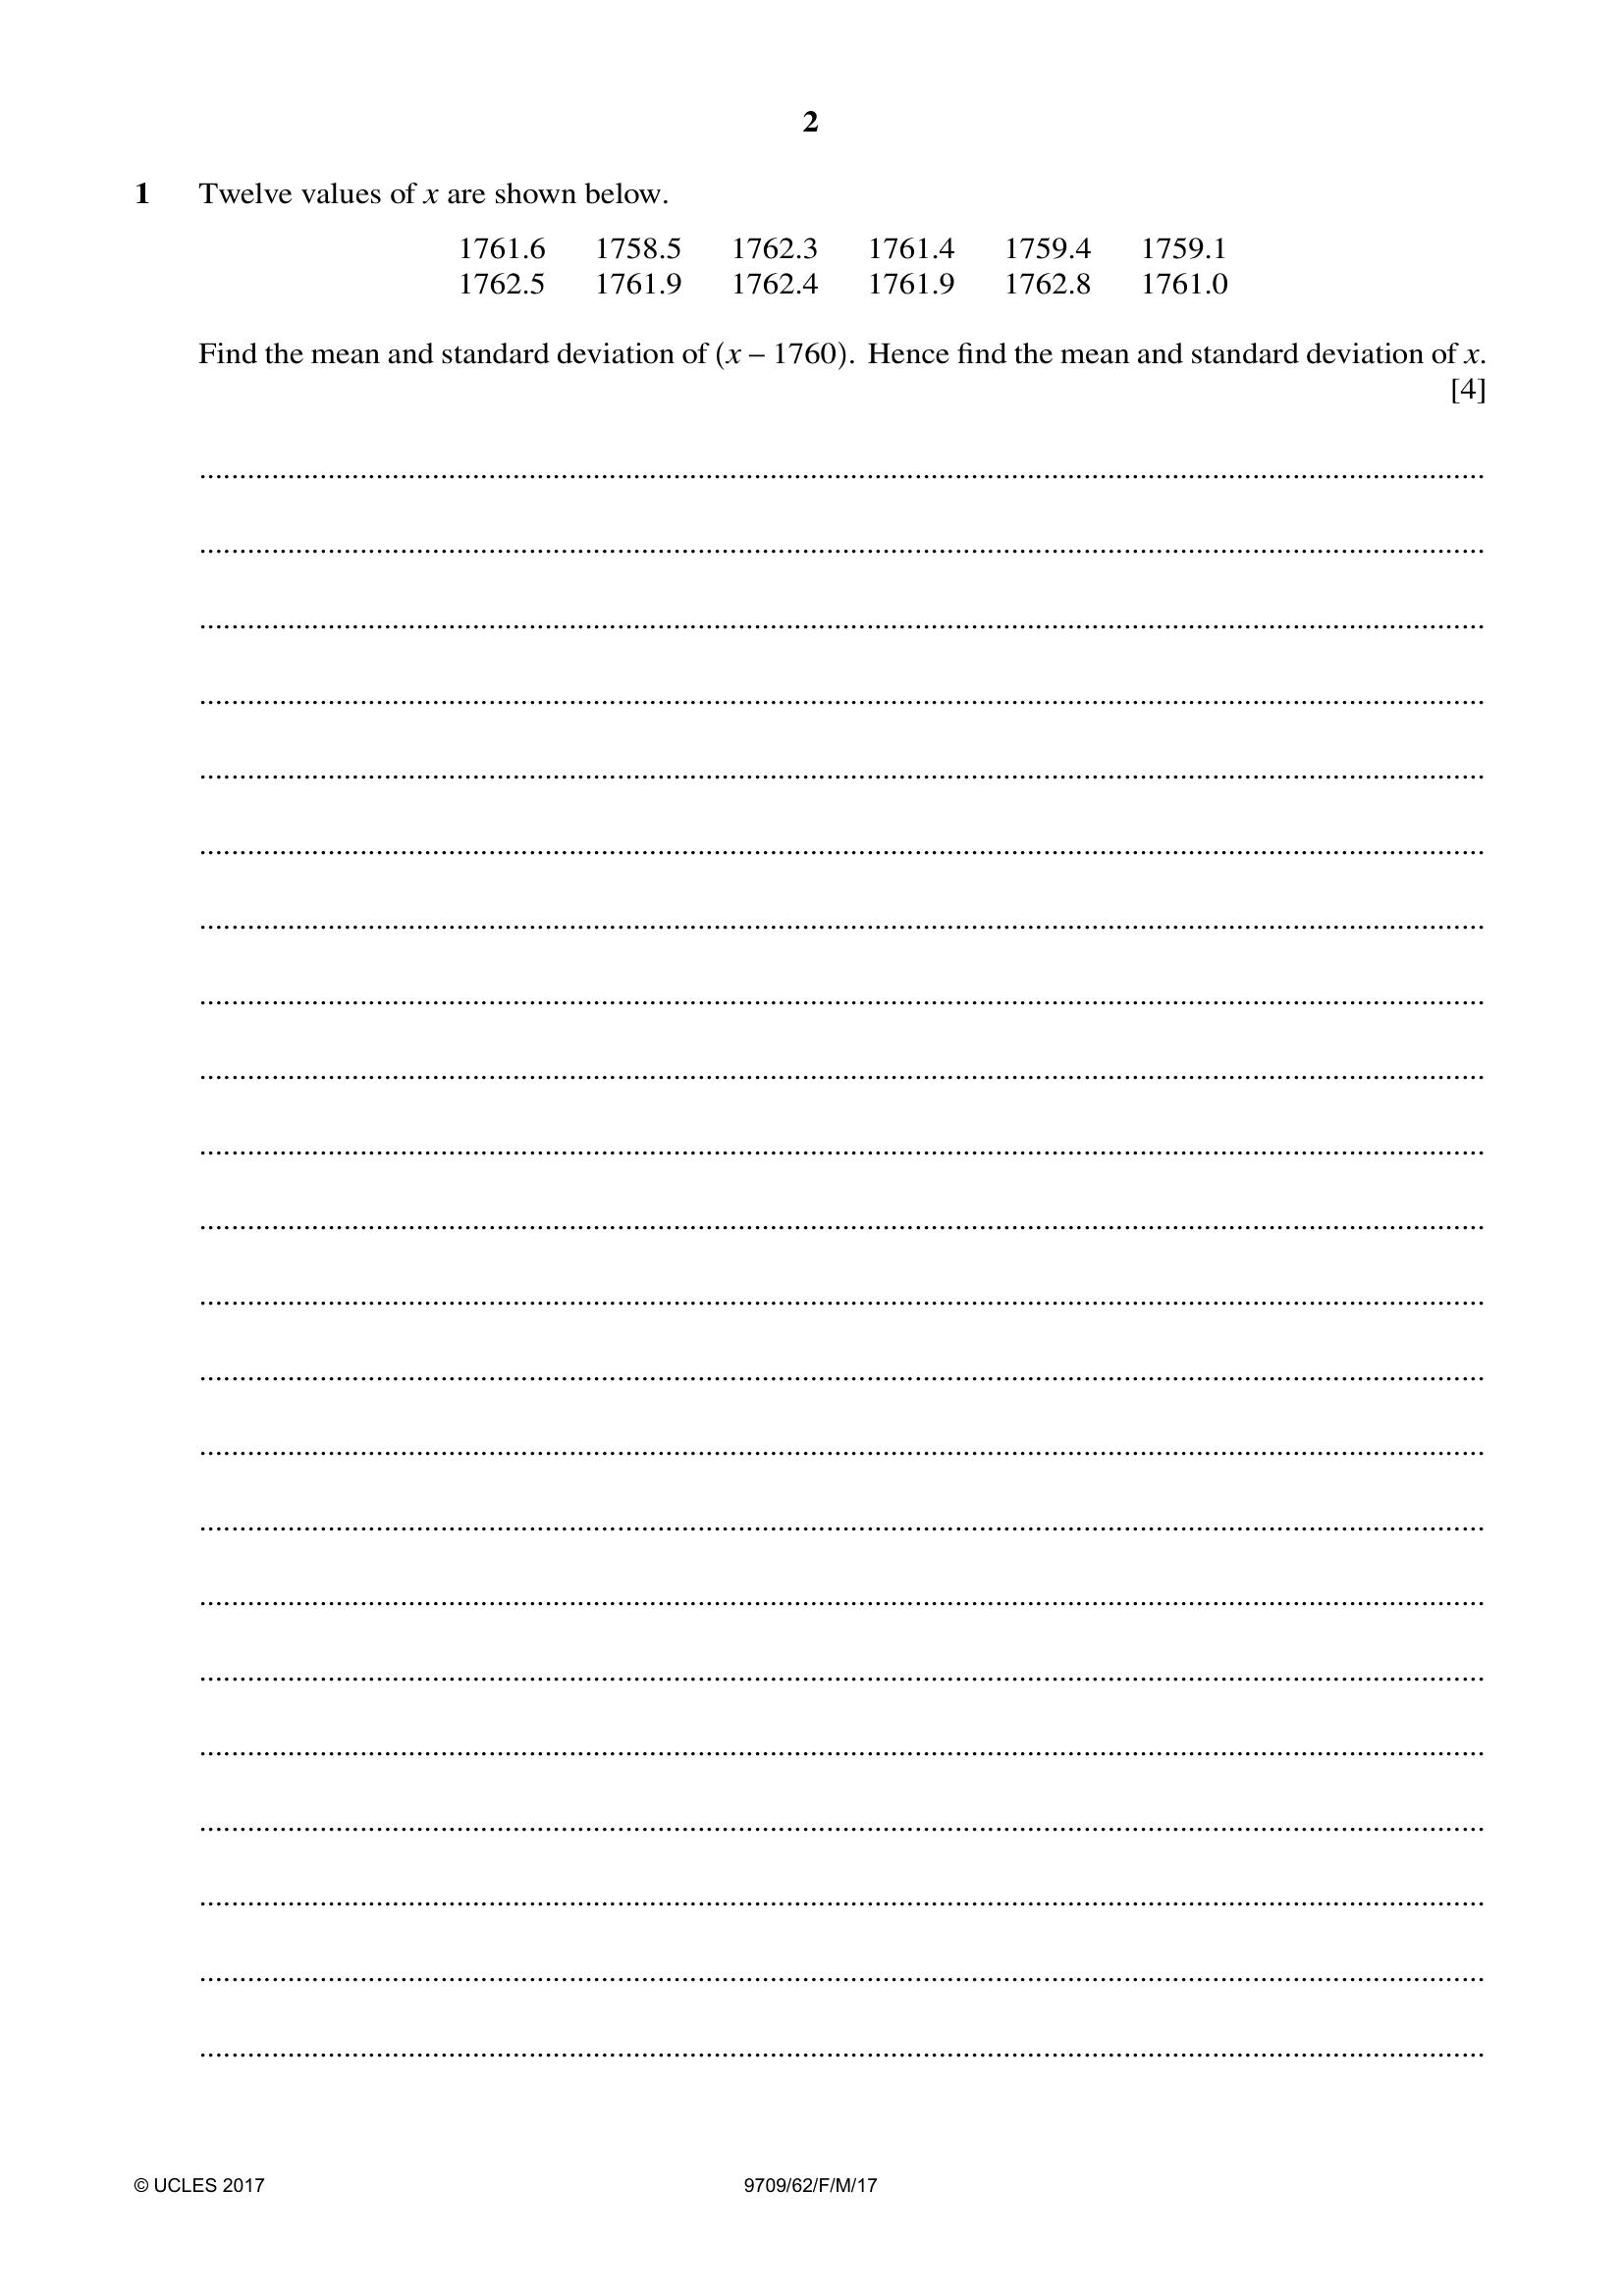 2
1 Twelve values of x are shown below.
1761.6 1758.5 1762.3 1761.4 1759.4 1759.1
1762.5 1761.9 1762.4 1761.9 1762.8 1761.0
Find the mean and standard deviation of (x – 1760). Hence find the mean and standard deviation of x.
[4]
© UCLES 2017 9709/62/F/M/17